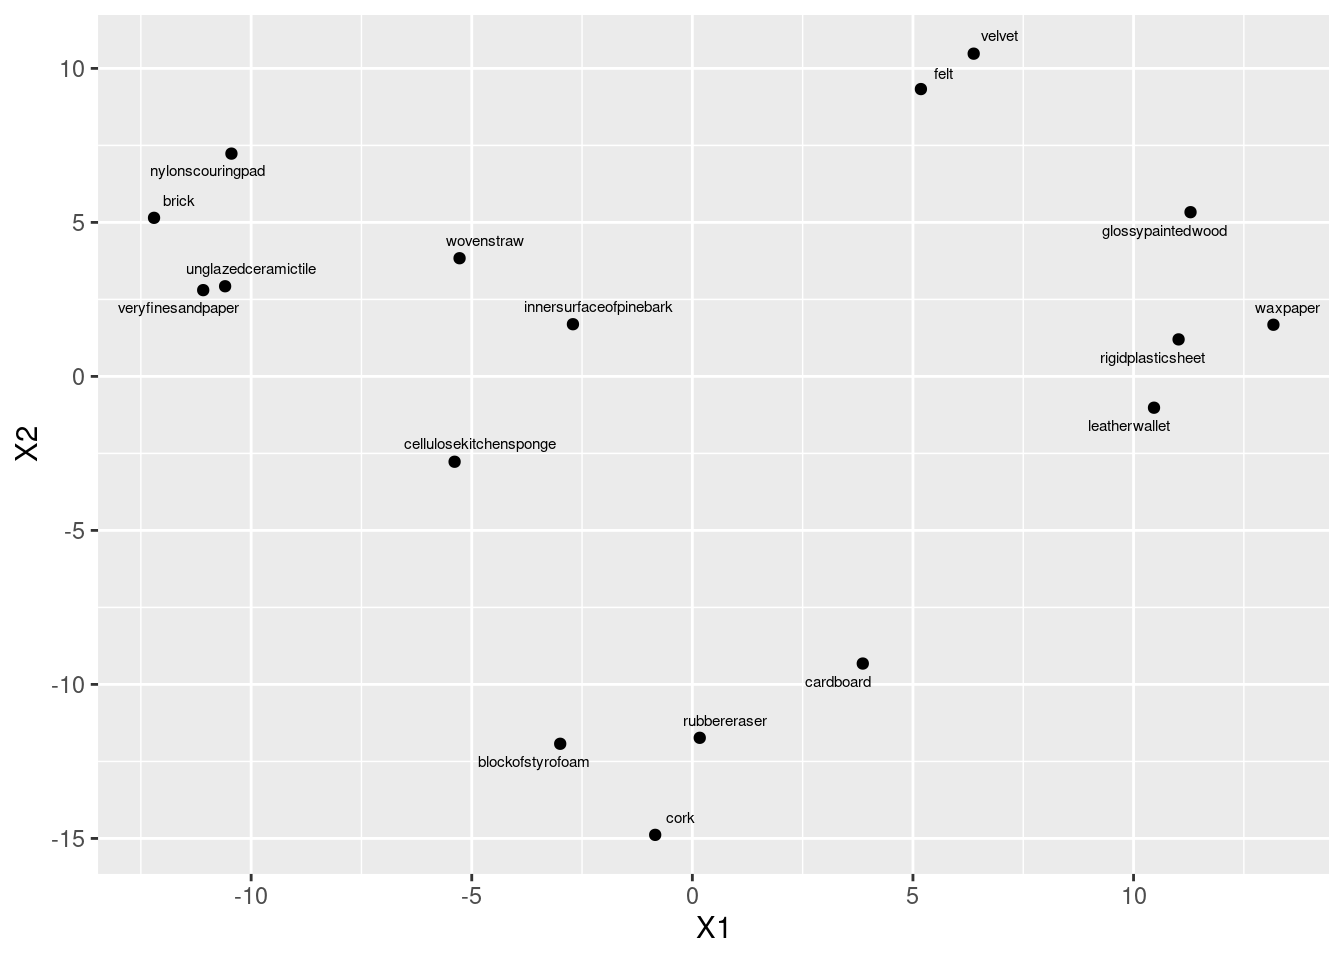 velvet
10
felt
nylonscouringpad
brick
5
glossypaintedwood
wovenstraw
unglazedceramictile
veryfinesandpaper
innersurfaceofpinebark
waxpaper
rigidplasticsheet
0
leatherwallet
X2
cellulosekitchensponge
-5
-10
cardboard
rubbereraser
blockofstyrofoam
cork
-15
-10 -5 0 5 10
X1